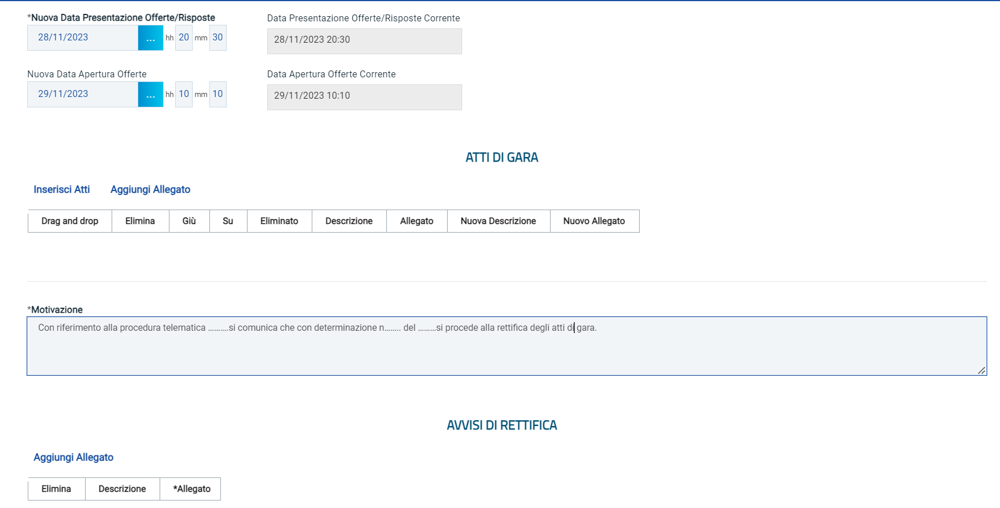 *Nuova Data Presentazione Offerte/Risposte
Data Presentazione Offerte/Risposte Corrente
28/11/2023 ... hh 20 mm 30
28/11/2023 20:30
Nuova Data Apertura Offerte
Data Apertura Offerte Corrente
29/11/2023 ... hh 10 mm 10
29/11/2023 10:10
ATTI DI GARA
Inserisci Atti Aggiungi Allegato
Drag and drop Elimina Giù Su Eliminato Descrizione Allegato Nuova Descrizione Nuovo Allegato
*Motivazione
Con riferimento alla procedura telematica ..........si comunica che con determinazione n........ del .........si procede alla rettifica degli atti di gara.
AVVISI DI RETTIFICA
Aggiungi Allegato
Elimina Descrizione *Allegato